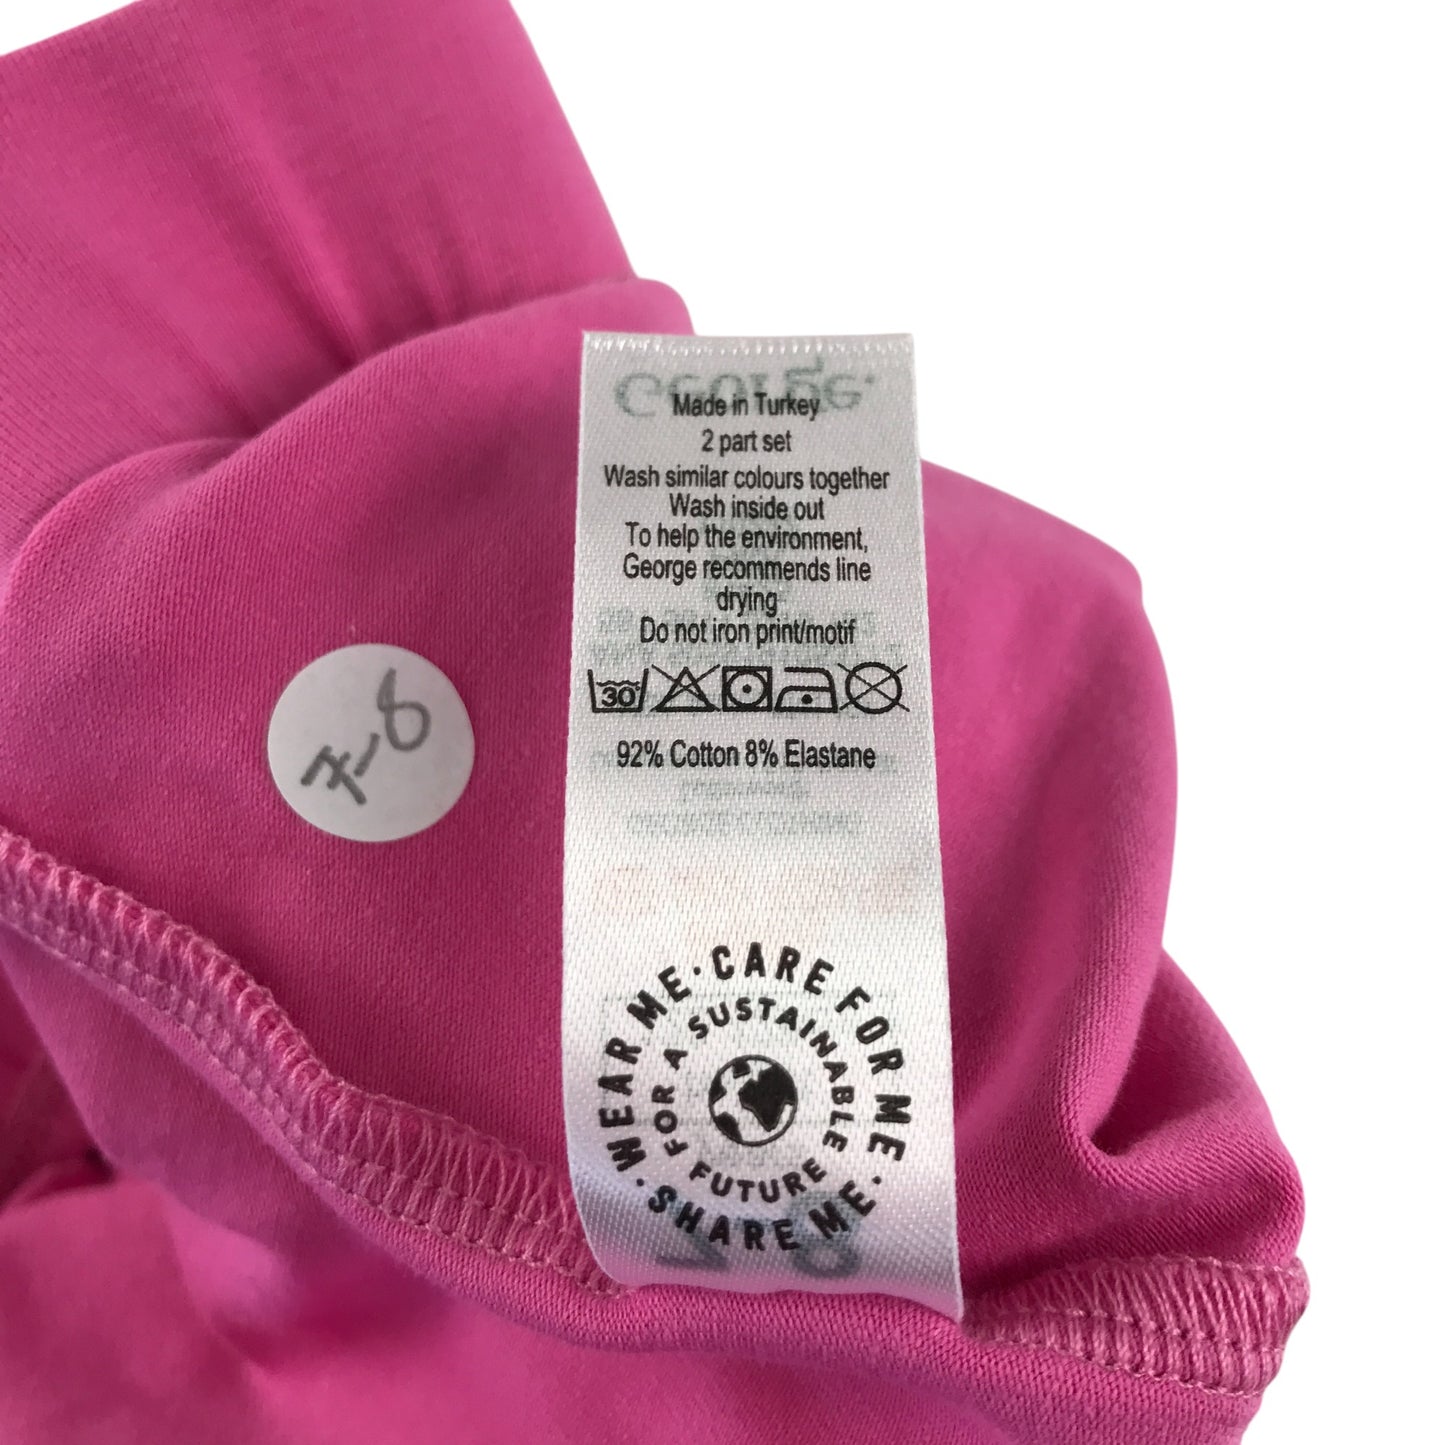 Made in Turkey
2 part set
Wash similar colours together
Wash inside out
To help the environment,
George recommends line
drying
Do not iron print/motif
30
92% Cotton 8% Elastane
7-8
WEAR ME · CARE FOR ME · SHARE ME ·
FOR A SUSTAINABLE FUTURE